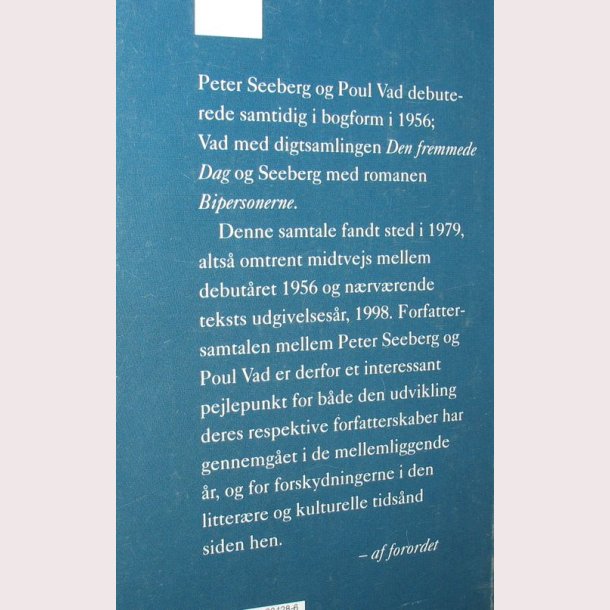 Peter Seeberg og Poul Vad debute-
rede samtidig i bogform i 1956;
Vad med digtsamlingen Den fremmede
Dag og Seeberg med romanen
Bipersonerne.
Denne samtale fandt sted i 1979,
altså omtrent midtvejs mellem
debutåret 1956 og nærværende
teksts udgivelsesår, 1998. Forfatter-
samtalen mellem Peter Seeberg og
Poul Vad er derfor et interessant
pejlepunkt for både den udvikling
deres respektive forfatterskaber har
gennemgået i de mellemliggende
år, og for forskydningerne i den
litterære og kulturelle tidsånd
siden hen.
– af forordet